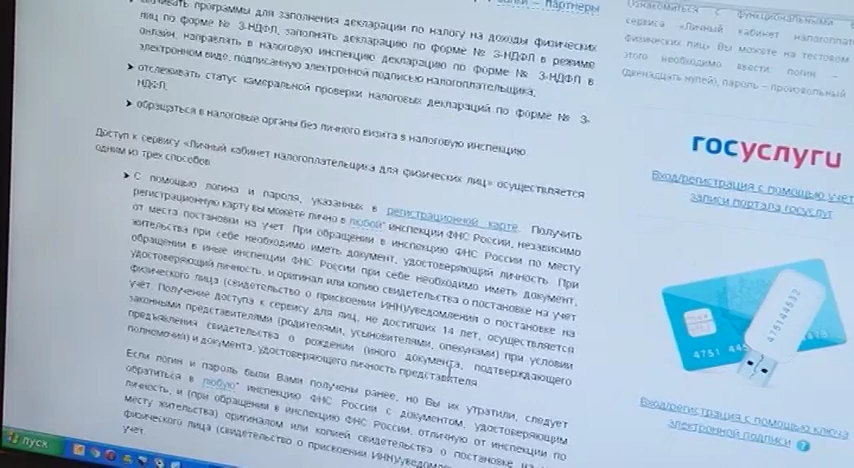 скачивать программы для заполнения декларации по налогу на доходы физических
лиц по форме № 3-НДФЛ, заполнять декларацию по форме № 3-НДФЛ в режиме
онлайн, направлять в налоговую инспекцию декларацию по форме № 3-НДФЛ в
электронном виде, подписанную электронной подписью налогоплательщика;
отслеживать статус камеральной проверки налоговых деклараций по форме № 3-
НДФЛ;
обращаться в налоговые органы без личного визита в налоговую инспекцию
Доступ к сервису «Личный кабинет налогоплательщика для физических лиц» осуществляется
одним из трех способов:
С помощью логина и пароля, указанных в регистрационной карте. Получить
регистрационную карту вы можете лично в любой* инспекции ФНС России, независимо
от места постановки на учет. При обращении в инспекцию ФНС России по месту
жительства при себе необходимо иметь документ, удостоверяющий личность. При
обращении в иные инспекции ФНС России при себе необходимо иметь документ,
удостоверяющий личность, и оригинал или копию свидетельства о постановке на учет
физического лица (свидетельство о присвоении ИНН)/уведомления о постановке на
учет. Получение доступа к сервису для лиц, не достигших 14 лет, осуществляется
законными представителями (родителями, усыновителями, опекунами) при условии
предъявления свидетельства о рождении (иного документа, подтверждающего
полномочия) и документа, удостоверяющего личность представителя
Если логин и пароль были Вами получены ранее, но Вы их утратили, следует
обратиться в любую* инспекцию ФНС России с документом, удостоверяющим
личность, и (при обращении в инспекцию ФНС России, отличную от инспекции по
месту жительства) оригиналом или копией свидетельства о постановке на
физического лица (свидетельство о присвоении ИНН)/уведомлен
учет.
партнеры
Ознакомиться с функциональными
сервиса «Личный кабинет налогоплат
физических лиц» Вы можете на тестовом
этого необходимо ввести: логин –
(двенадцать нулей), пароль – произвольный
госуслуги
Вход/регистрация с помощью учет
записи портала госуслуг
4751 445
475144532
Вход/регистрация с помощью ключа
электронной подписи ?
пуск